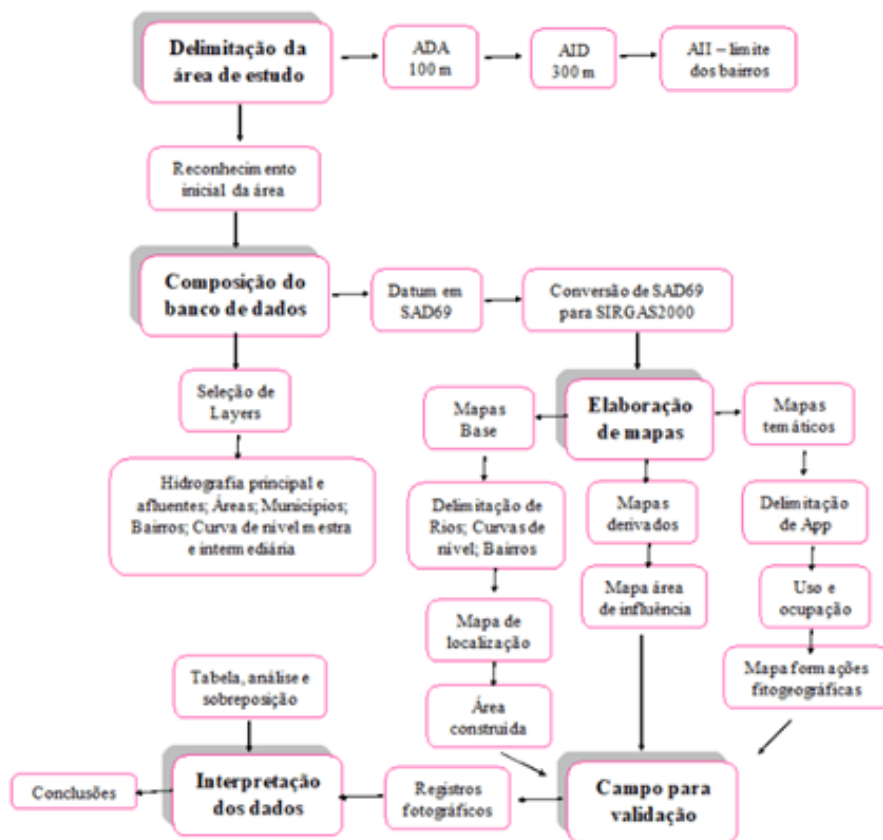 Delimitação da
área de estudo
ADA
100 m
AID
300 m
AII – limite
dos bairros
Reconhecimento
inicial da área
Composição do
banco de dados
Datum em
SAD69
Conversão de SAD69
para SIRGAS2000
Seleção de
Layers
Hidrografia principal e
afluentes; Áreas; Municípios;
Bairros; Curva de nível mestra
e intermediária
Elaboração
de mapas
Mapas
Base
Delimitação de
Rios; Curvas de
nível; Bairros
Mapa de
localização
Área
construida
Mapas
derivados
Mapa área
de influência
Mapas
temáticos
Delimitação
de App
Uso e
ocupação
Mapa formações
fitogeográficas
Campo para
validação
Registros
fotográficos
Tabela, análise e
sobreposição
Interpretação
dos dados
Conclusões